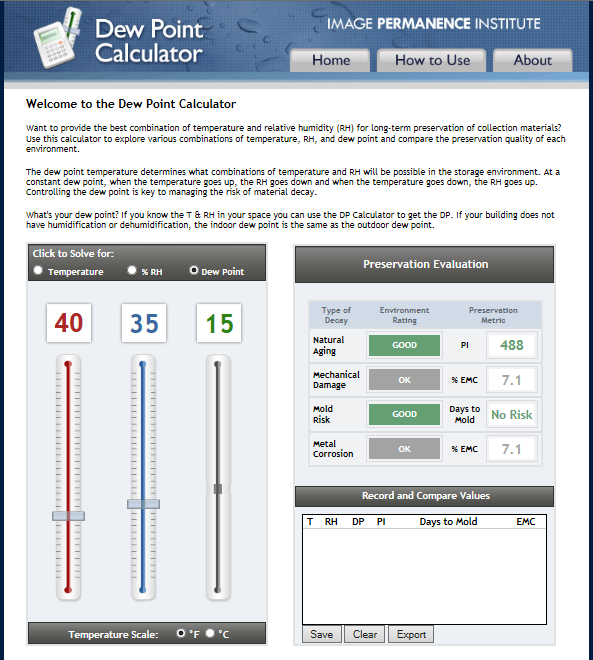 Dew Point
Calculator
IMAGE PERMANENCE INSTITUTE
Home How to Use About
Welcome to the Dew Point Calculator
Want to provide the best combination of temperature and relative humidity (RH) for long-term preservation of collection materials?
Use this calculator to explore various combinations of temperature, RH, and dew point and compare the preservation quality of each
environment.
The dew point temperature determines what combinations of temperature and RH will be possible in the storage environment. At a
constant dew point, when the temperature goes up, the RH goes down and when the temperature goes down, the RH goes up.
Controlling the dew point is key to managing the risk of material decay.
What's your dew point? If you know the T & RH in your space you can use the DP Calculator to get the DP. If your building does not
have humidification or dehumidification, the indoor dew point is the same as the outdoor dew point.
Click to Solve for:
Temperature % RH Dew Point
40 35 15
Temperature Scale: °F °C
Preservation Evaluation
Type of Environment Preservation
Decay Rating Metric
Natural
Aging GOOD PI 488
Mechanical
Damage OK % EMC 7.1
Mold Days to
Risk GOOD Mold No Risk
Metal
Corrosion OK % EMC 7.1
Record and Compare Values
T RH DP PI Days to Mold EMC
Save Clear Export